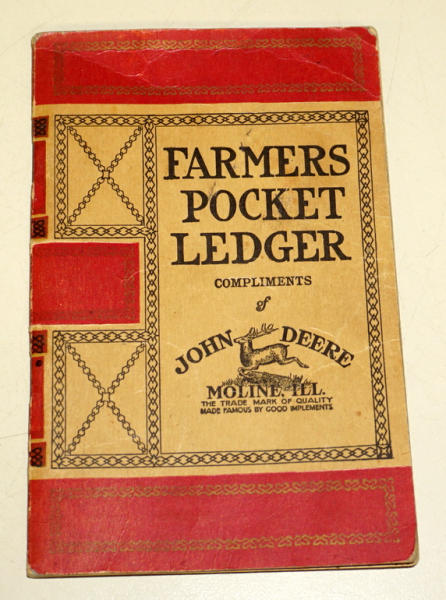 FARMERS
POCKET
LEDGER
COMPLIMENTS
of
JOHN DEERE
MOLINE, ILL.
THE TRADE MARK OF QUALITY
MADE FAMOUS BY GOOD IMPLEMENTS